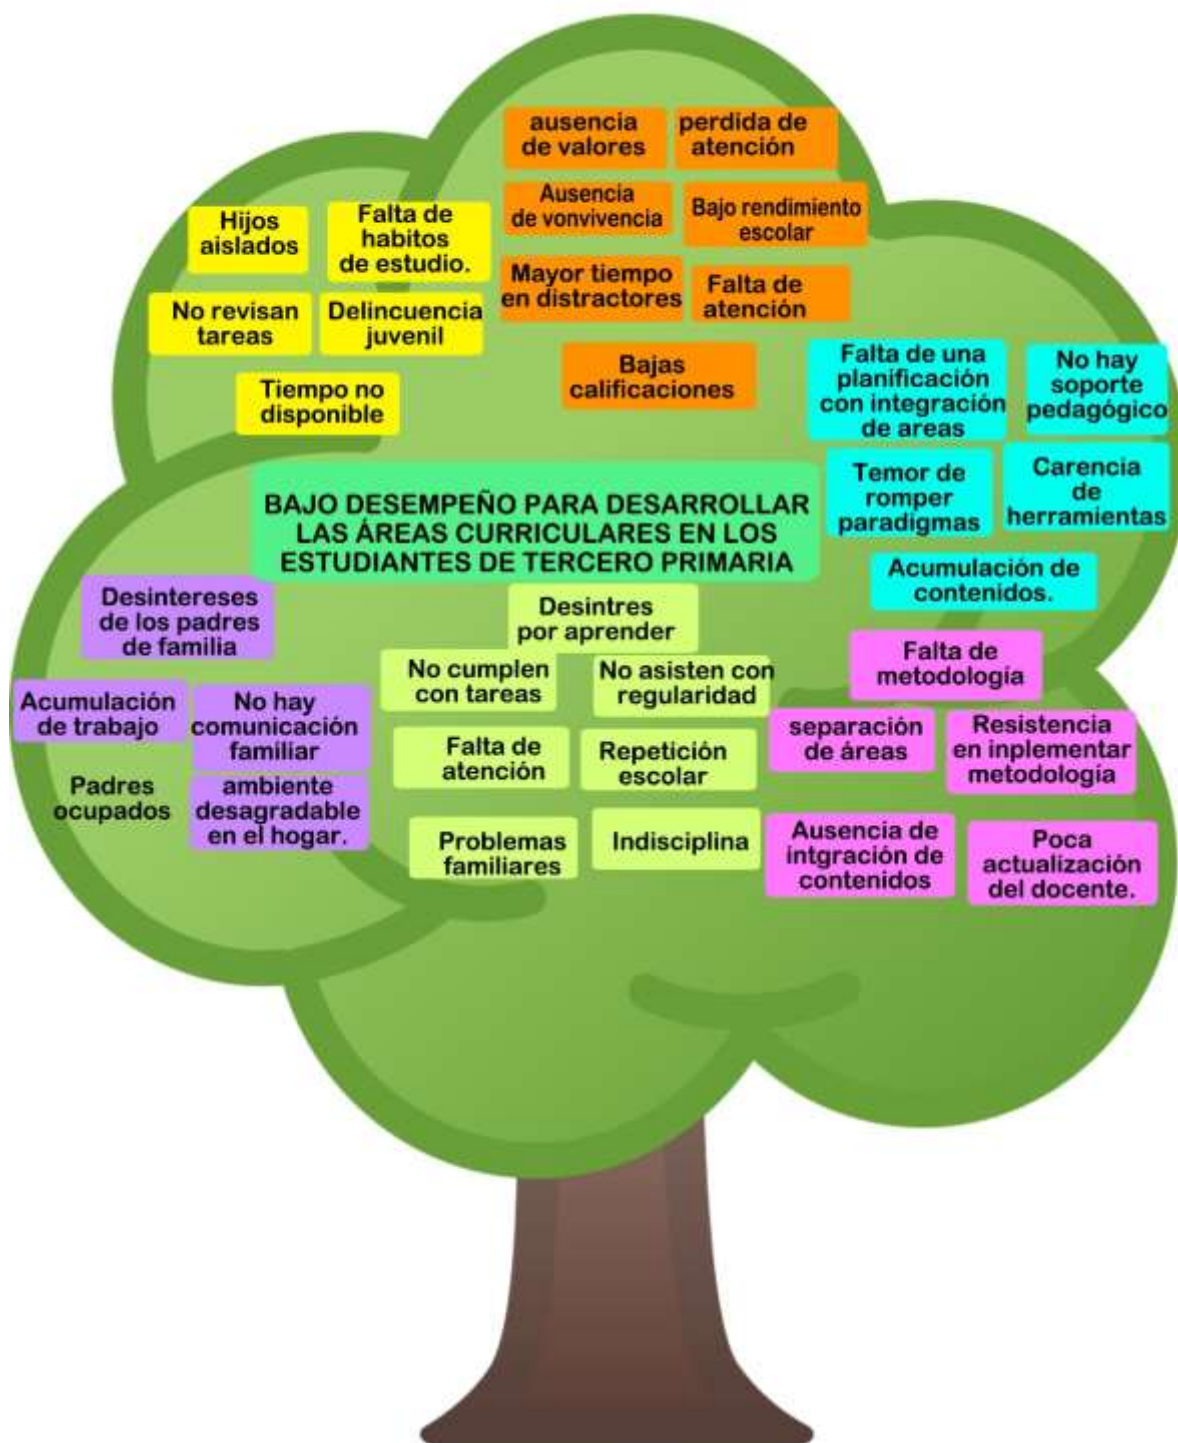 ausencia
de valores
perdida de
atención
Ausencia
de vonvivencia
Bajo rendimiento
escolar
Mayor tiempo
en distractores
Falta de
atención
Bajas
calificaciones
Hijos
aislados
Falta de
habitos
de estudio.
No revisan
tareas
Delincuencia
juvenil
Tiempo no
disponible
Falta de una
planificación
con integración
de areas
No hay
soporte
pedagógico
Temor de
romper
paradigmas
Carencia
de
herramientas
Acumulación de
contenidos.
BAJO DESEMPEÑO PARA DESARROLLAR
LAS ÁREAS CURRICULARES EN LOS
ESTUDIANTES DE TERCERO PRIMARIA
Desintereses
de los padres
de familia
Acumulación
de trabajo
No hay
comunicación
familiar
Padres
ocupados
ambiente
desagradable
en el hogar.
Desintres
por aprender
No cumplen
con tareas
No asisten con
regularidad
Falta de
atención
Repetición
escolar
Problemas
familiares
Indisciplina
Falta de
metodología
separación
de áreas
Resistencia
en inplementar
metodología
Ausencia de
intgración de
contenidos
Poca
actualización
del docente.